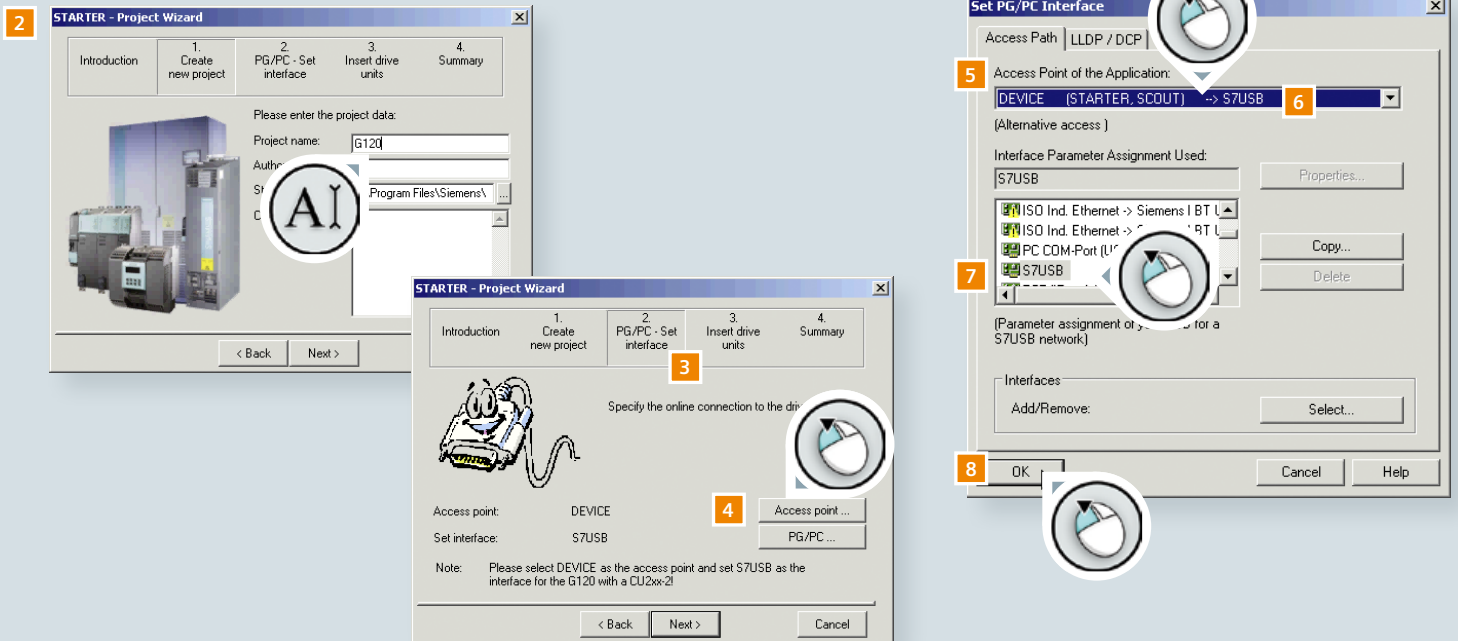 2
STARTER - Project Wizard
Introduction
1.
Create
new project
2.
PG/PC - Set
interface
3.
Insert drive
units
4.
Summary
Please enter the project data:
Project name:
G120
Program Files\Siemens\
...
< Back
Next >
STARTER - Project Wizard
Introduction
1.
Create
new project
2.
PG/PC - Set
interface
3.
Insert drive
units
4.
Summary
3
Specify the online connection to the
Access point:
DEVICE
4
Access point ...
Set interface:
S7USB
PG/PC ...
Note:
Please select DEVICE as the access point and set S7USB as the
interface for the G120 with a CU2xx-2!
< Back
Next >
Cancel
Set PG/PC Interface
Access Path
LLDP / DCP
5
Access Point of the Application:
DEVICE (STARTER, SCOUT) --> S7USB
6
(Alternative access )
Interface Parameter Assignment Used:
S7USB
Properties...
ISO Ind. Ethernet -> Siemens I BT
ISO Ind. Ethernet ->
BT
PC COM-Port
Copy...
7
S7USB
Delete
(Parameter assignment of
for a
S7USB network)
Interfaces
Add/Remove:
Select...
8
OK
Cancel
Help
AI